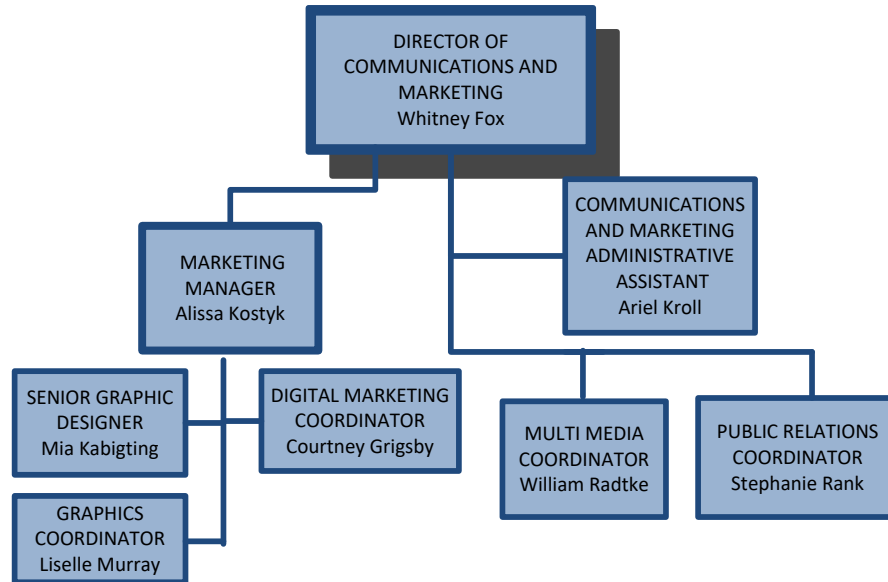 DIRECTOR OF
COMMUNICATIONS AND
MARKETING
Whitney Fox
COMMUNICATIONS
AND MARKETING
ADMINISTRATIVE
ASSISTANT
Ariel Kroll
MARKETING
MANAGER
Alissa Kostyk
SENIOR GRAPHIC
DESIGNER
Mia Kabigting
DIGITAL MARKETING
COORDINATOR
Courtney Grigsby
MULTI MEDIA
COORDINATOR
William Radtke
PUBLIC RELATIONS
COORDINATOR
Stephanie Rank
GRAPHICS
COORDINATOR
Liselle Murray